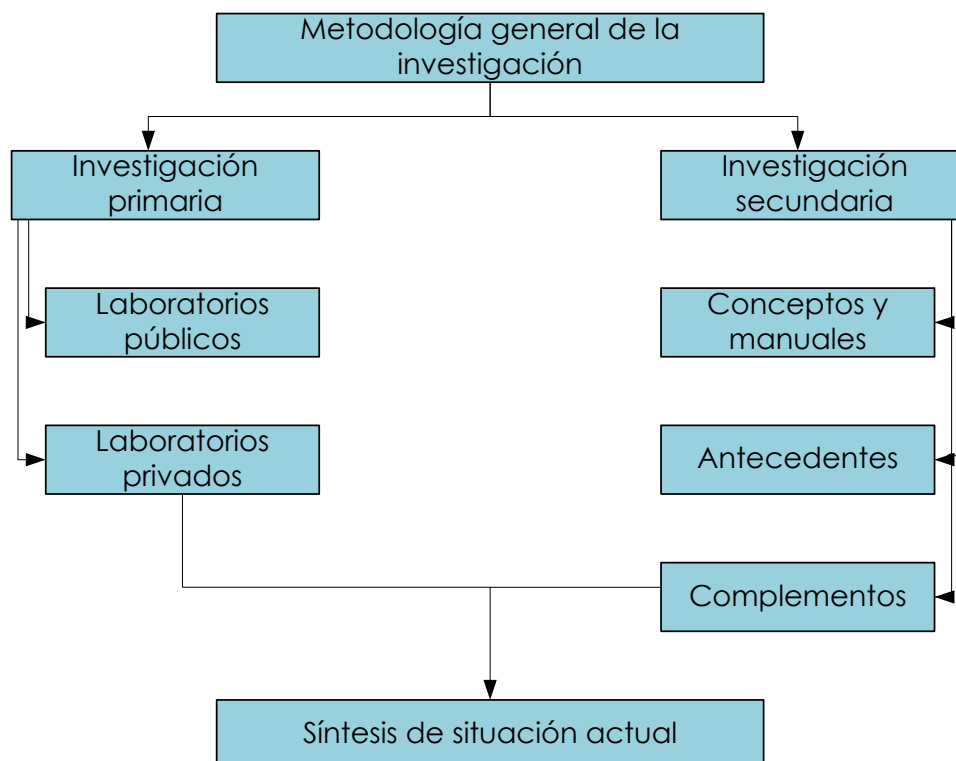 Metodología general de la
investigación
Investigación
primaria
Investigación
secundaria
Laboratorios
públicos
Conceptos y
manuales
Laboratorios
privados
Antecedentes
Complementos
Síntesis de situación actual